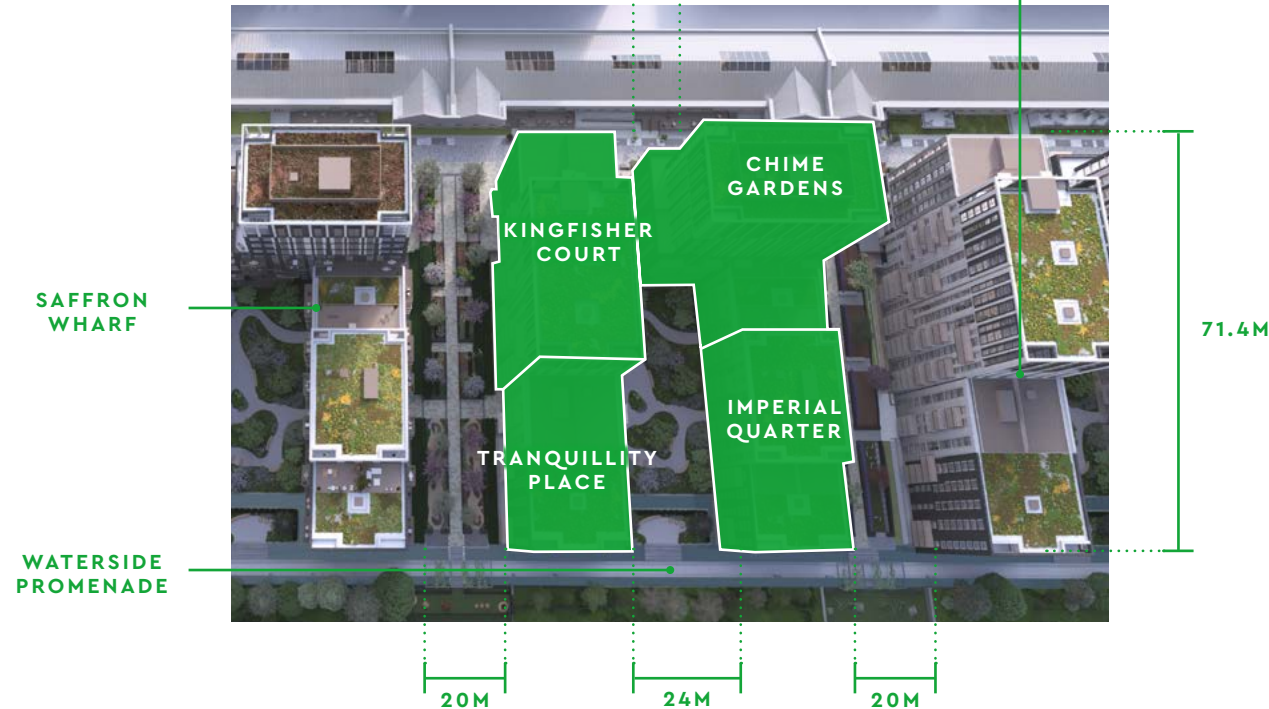 CHIME
GARDENS
KINGFISHER
COURT
SAFFRON
WHARF
71.4M
IMPERIAL
QUARTER
TRANQUILLITY
PLACE
WATERSIDE
PROMENADE
20M
24M
20M